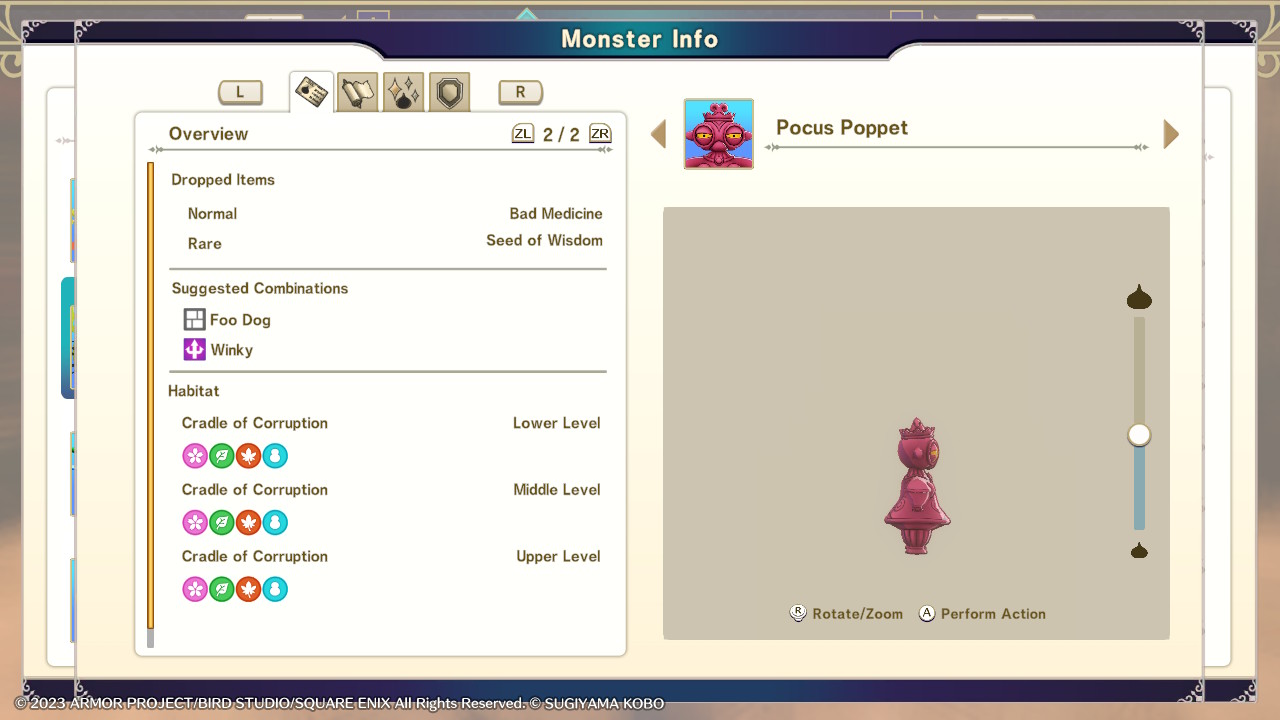 Monster Info
L
R
Overview
ZL 2 / 2 ZR
Pocus Poppet
Dropped Items
Normal Bad Medicine
Rare Seed of Wisdom
Suggested Combinations
Foo Dog
Winky
Habitat
Cradle of Corruption Lower Level
Cradle of Corruption Middle Level
Cradle of Corruption Upper Level
R Rotate/Zoom A Perform Action
© 2023 ARMOR PROJECT/BIRD STUDIO/SQUARE ENIX All Rights Reserved. © SUGIYAMA KOBO